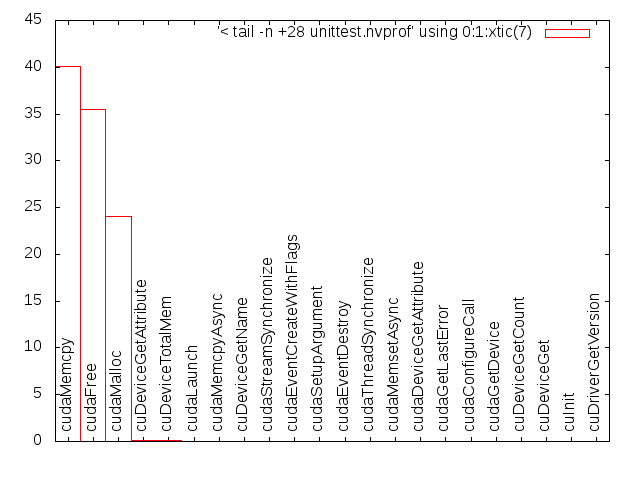 '< tail -n +28 unittest.nvprof' using 0:1:xtic(7)
45
40
35
30
25
20
15
10
5
0
cudaMemcpy
cudaFree
cudaMalloc
cuDeviceGetAttribute
cuDeviceTotalMem
cudaLaunch
cudaMemcpyAsync
cuDeviceGetName
cudaStreamSynchronize
cudaEventCreateWithFlags
cudaSetupArgument
cudaEventDestroy
cudaThreadSynchronize
cudaMemsetAsync
cudaDeviceGetAttribute
cudaGetLastError
cudaConfigureCall
cudaGetDevice
cuDeviceGetCount
cuDeviceGet
cuInit
cuDriverGetVersion